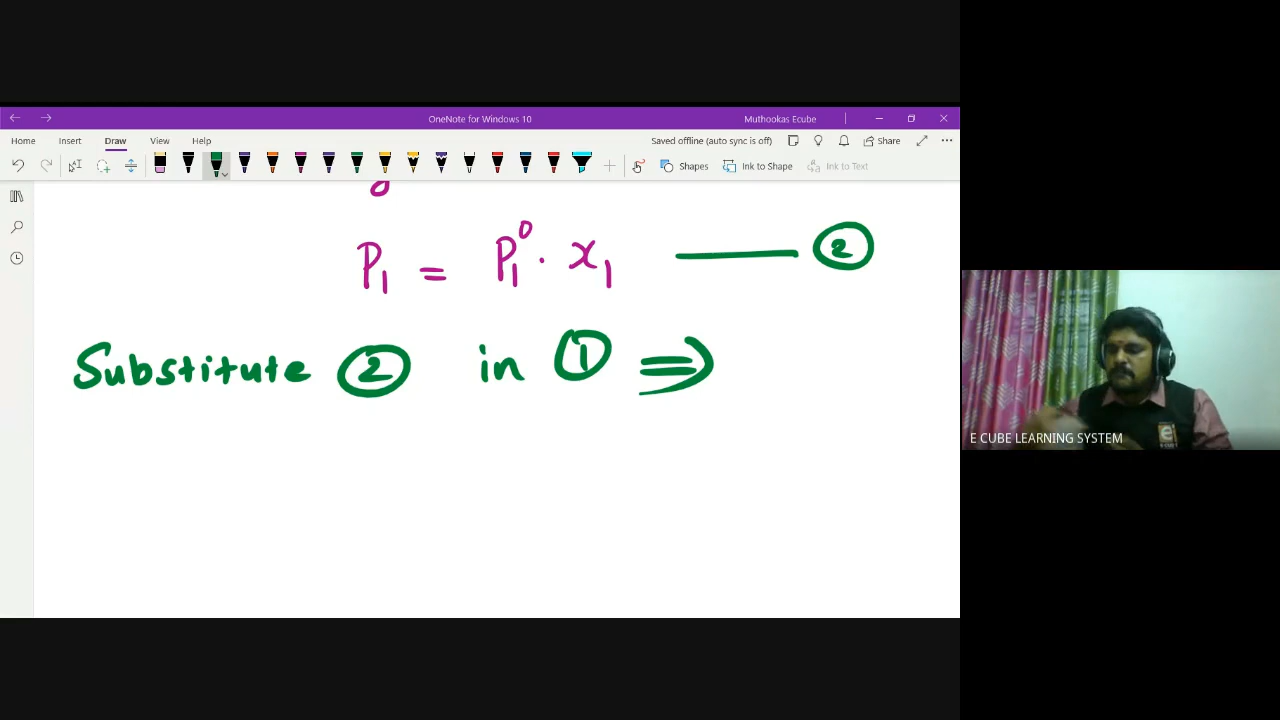 OneNote for Windows 10
Muthookas Ecube
Home Insert Draw View Help
Saved offline (auto sync is off)
Share
Shapes Ink to Shape Ink to Text
P₁ = P₁⁰ · x₁ —— ②
Substitute ② in ① ⇒
E CUBE LEARNING SYSTEM